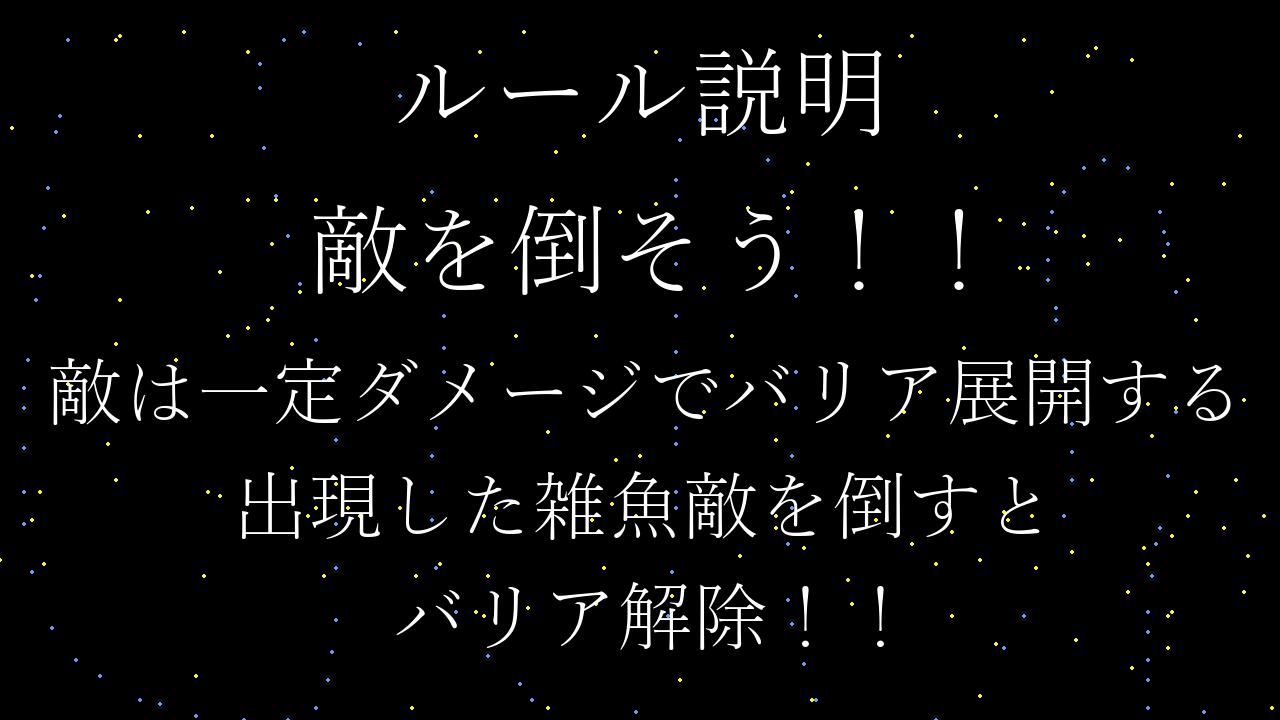 ルール説明
敵を倒そう！！
敵は一定ダメージでバリア展開する
出現した雑魚敵を倒すと
バリア解除！！